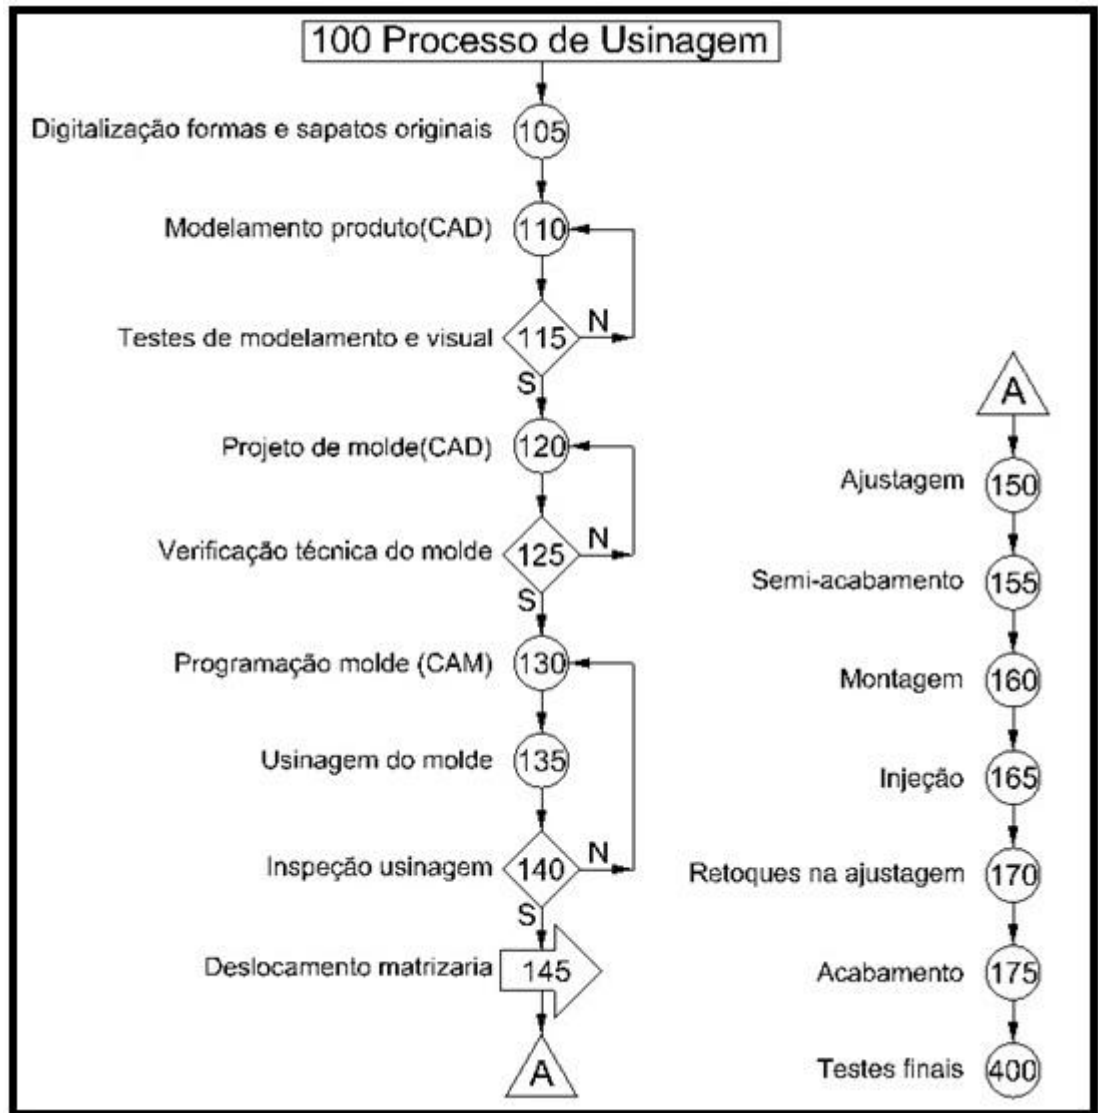 100 Processo de Usinagem
Digitalização formas e sapatos originais 105
Modelamento produto(CAD) 110
Testes de modelamento e visual 115 N
S
Projeto de molde(CAD) 120
Verificação técnica do molde 125 N
S
Programação molde (CAM) 130
Usinagem do molde 135
Inspeção usinagem 140 N
S
Deslocamento matrizaria 145
A
A
Ajustagem 150
Semi-acabamento 155
Montagem 160
Injeção 165
Retoques na ajustagem 170
Acabamento 175
Testes finais 400